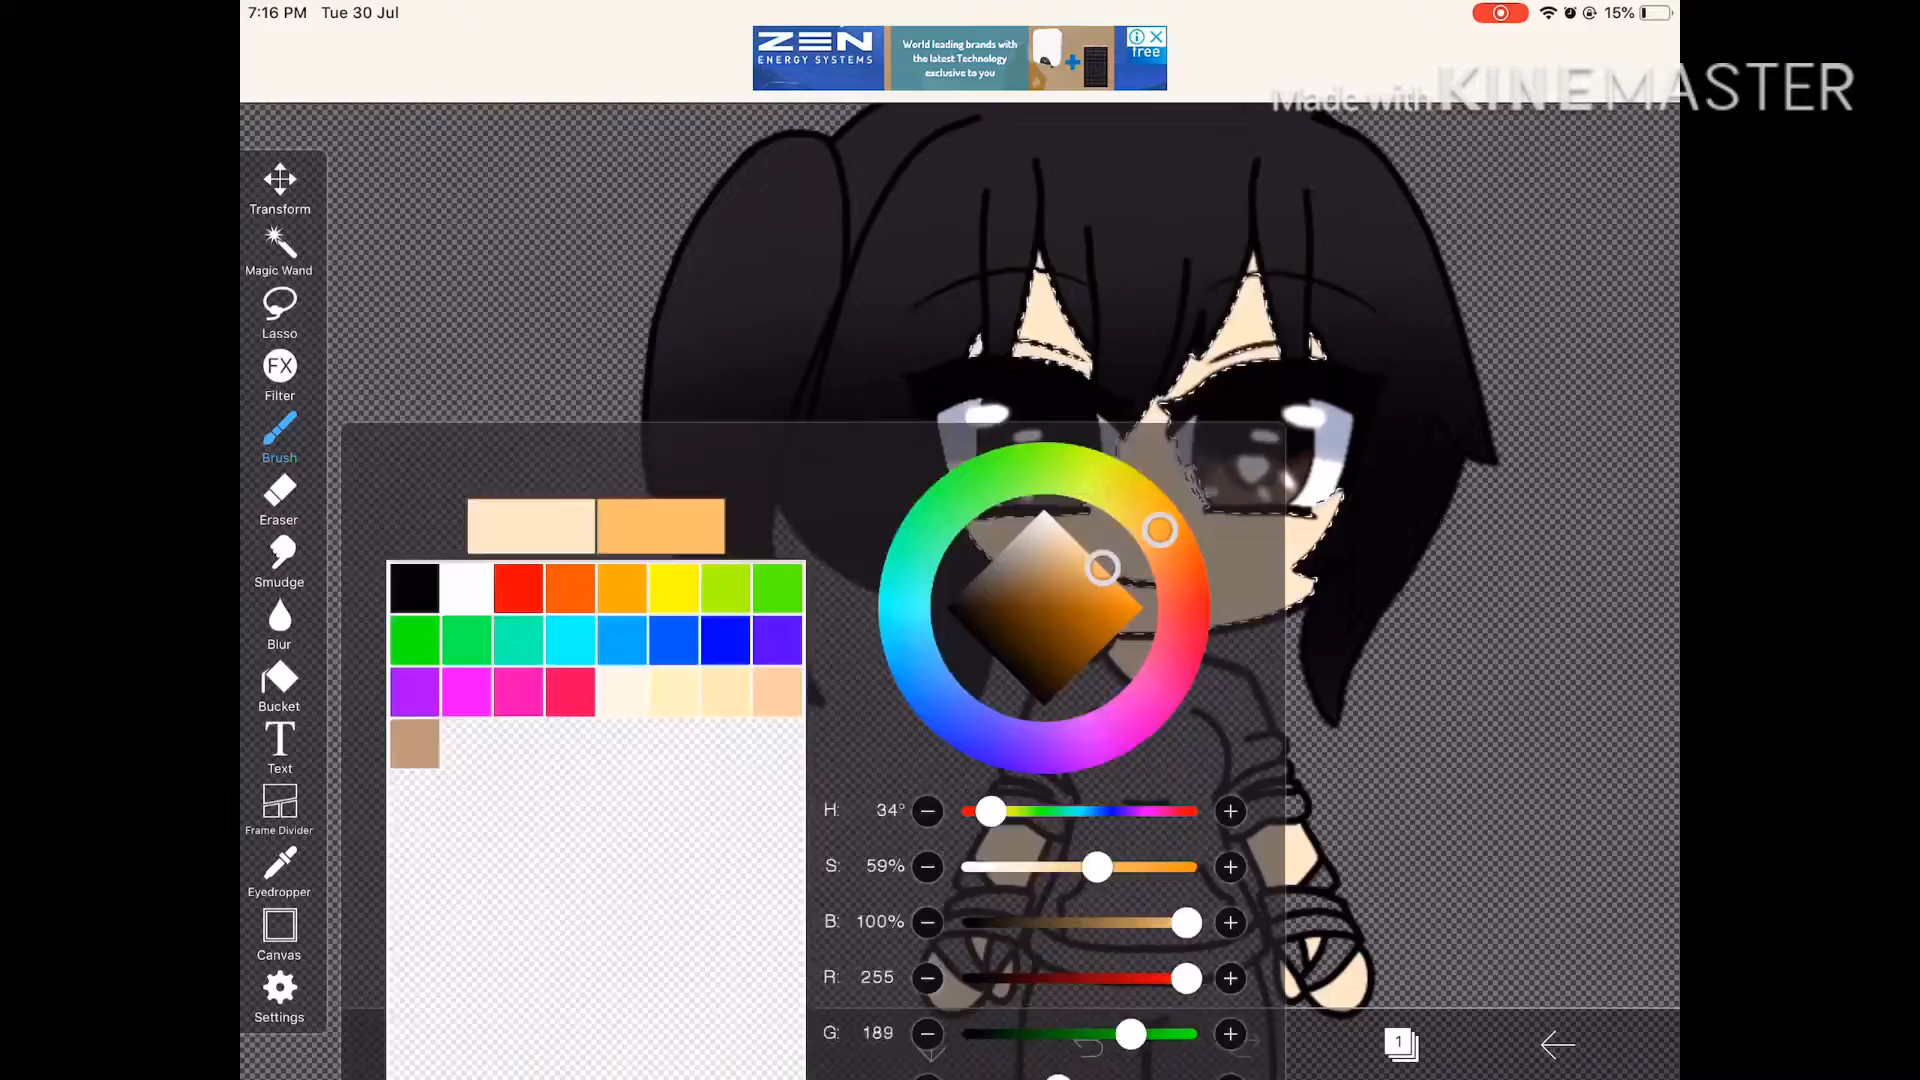 7:16 PM Tue 30 Jul
15%
ZEN
ENERGY SYSTEMS
World leading brands with
the latest Technology
exclusive to you
free
Made with KINEMASTER
Transform
Magic Wand
Lasso
FX
Filter
Brush
Eraser
Smudge
Blur
Bucket
T
Text
Frame Divider
Eyedropper
Canvas
Settings
H: 34°
S: 59%
B: 100%
R: 255
G: 189
1